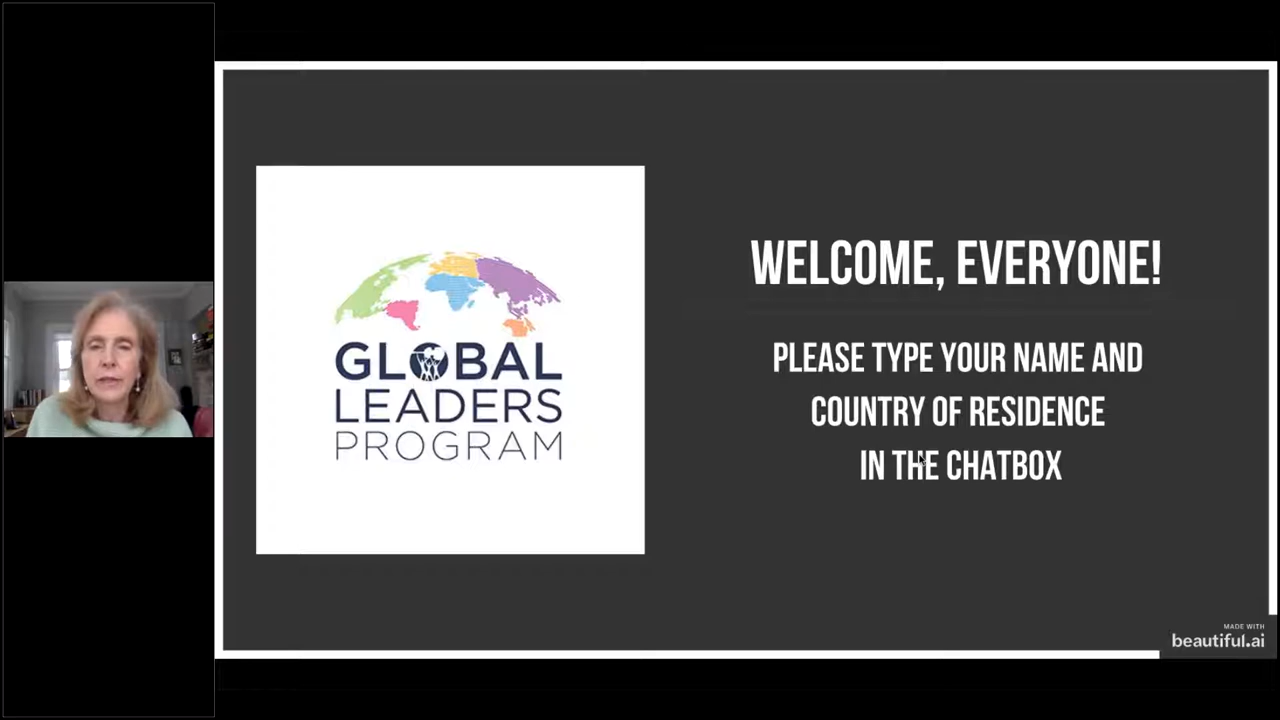 GLOBAL
LEADERS
PROGRAM
WELCOME, EVERYONE!
PLEASE TYPE YOUR NAME AND
COUNTRY OF RESIDENCE
IN THE CHATBOX
MADE WITH
beautiful.ai